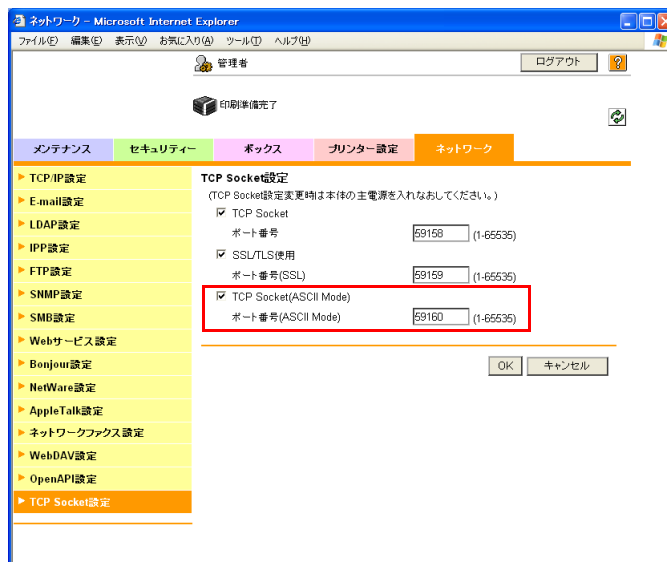 ネットワーク - Microsoft Internet Explorer
ファイル(F) 編集(E) 表示(V) お気に入り(A) ツール(T) ヘルプ(H)
管理者
ログアウト
?
印刷準備完了
メンテナンス セキュリティー ボックス プリンター設定 ネットワーク
TCP/IP設定
E-mail設定
LDAP設定
IPP設定
FTP設定
SNMP設定
SMB設定
Webサービス設定
Bonjour設定
NetWare設定
AppleTalk設定
ネットワークファクス設定
WebDAV設定
OpenAPI設定
TCP Socket設定
TCP Socket設定
(TCP Socket設定変更時は本体の主電源を入れなおしてください。)
TCP Socket
ポート番号 59158 (1-65535)
SSL/TLS使用
ポート番号(SSL) 59159 (1-65535)
TCP Socket(ASCII Mode)
ポート番号(ASCII Mode) 59160 (1-65535)
OK キャンセル